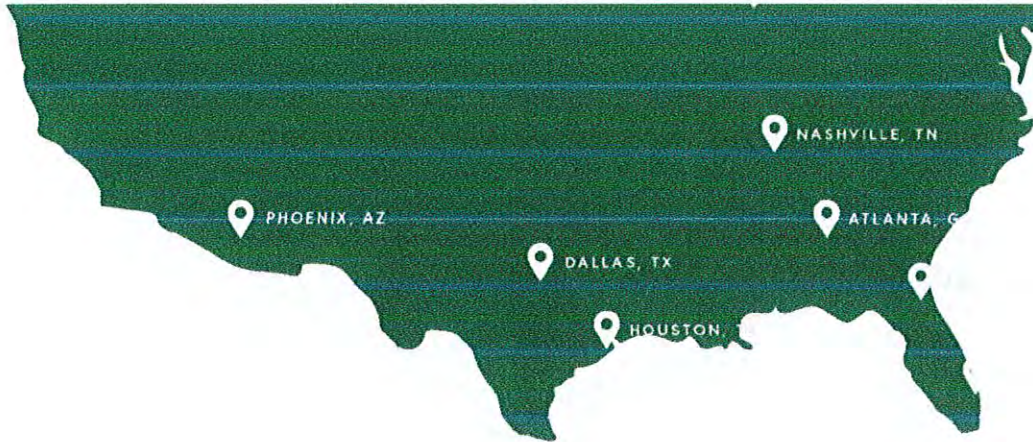 NASHVILLE, TN
PHOENIX, AZ
ATLANTA, G
DALLAS, TX
HOUSTON, T